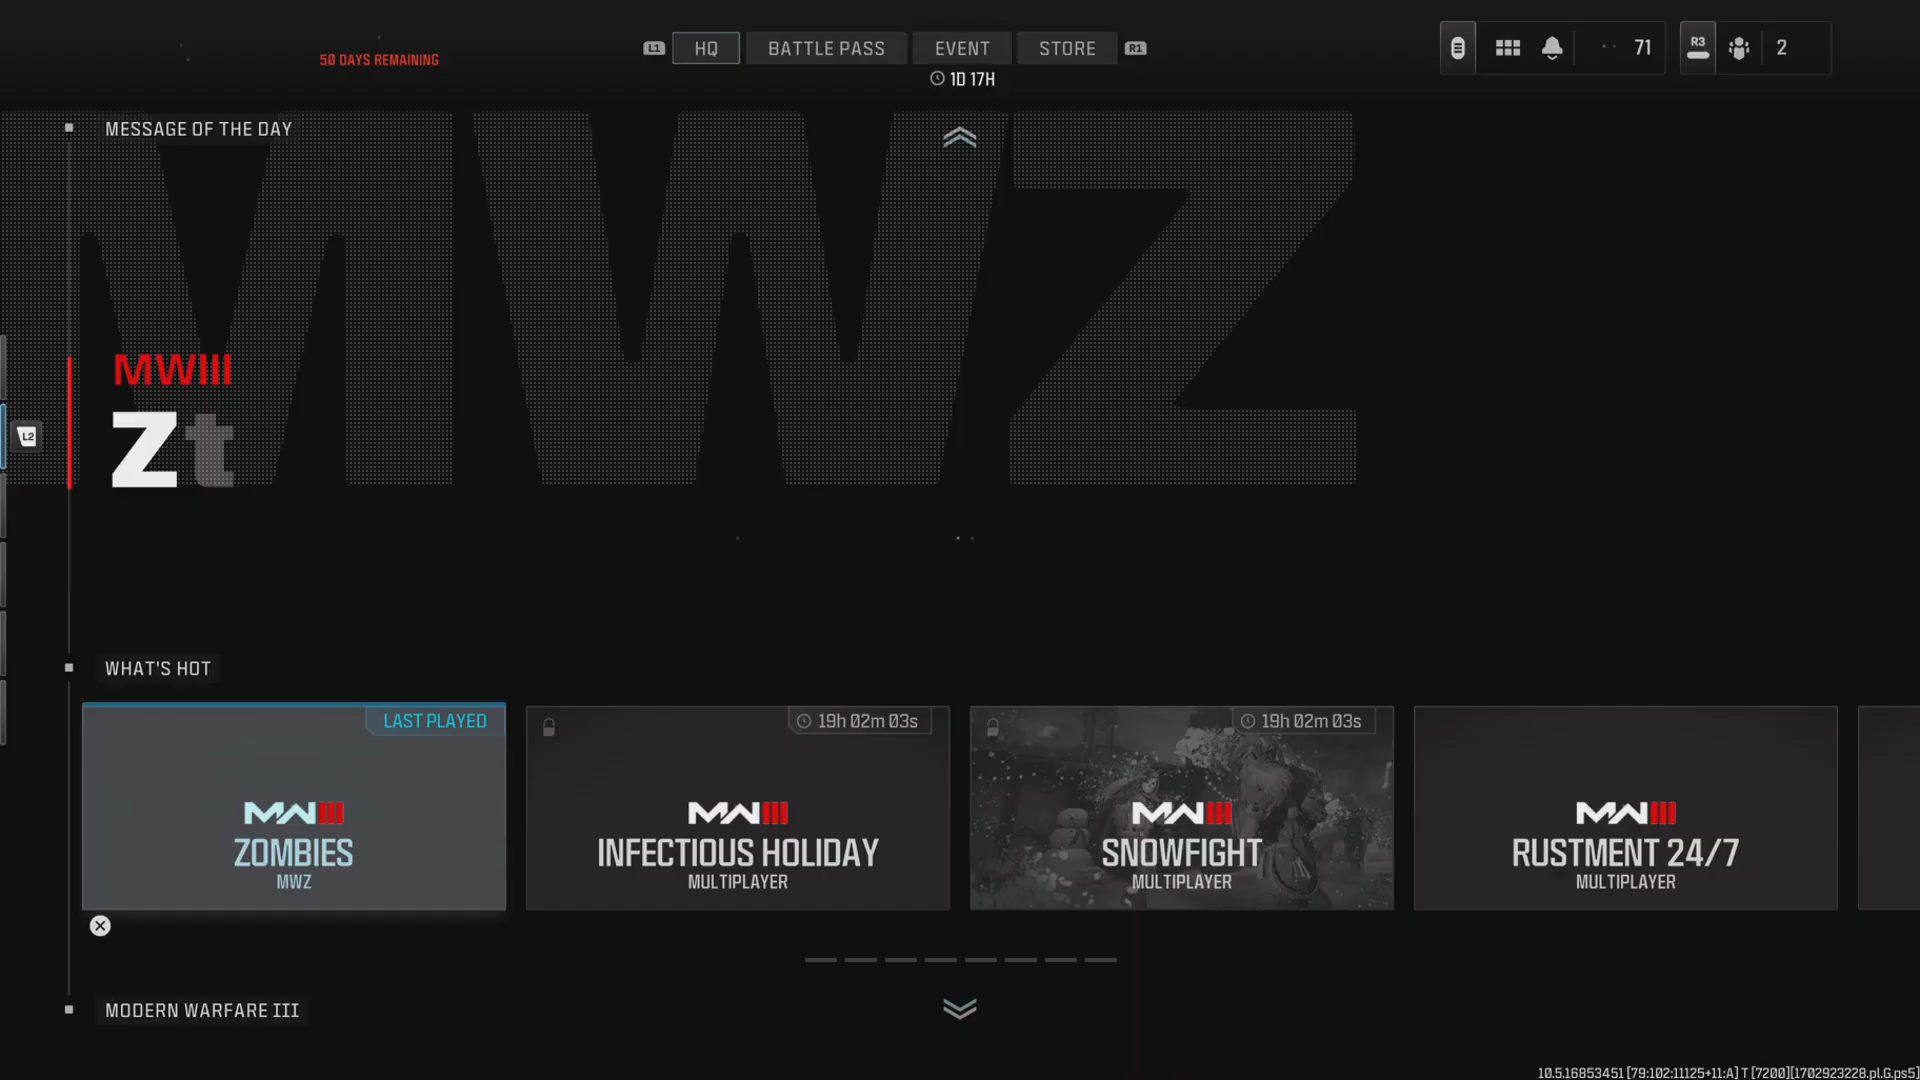 50 DAYS REMAINING
L1 HQ BATTLE PASS EVENT STORE R1
1D 17H
71
R3 2
MESSAGE OF THE DAY
MWZ
MWIII
Zt
L2
WHAT'S HOT
LAST PLAYED
MWIII
ZOMBIES
MWZ
19h 02m 03s
MWIII
INFECTIOUS HOLIDAY
MULTIPLAYER
19h 02m 03s
MWIII
SNOWFIGHT
MULTIPLAYER
MWIII
RUSTMENT 24/7
MULTIPLAYER
MODERN WARFARE III
10.5.16853451 [79:102:11125+11:A] T [7200][1702923228.pl.G.ps5]